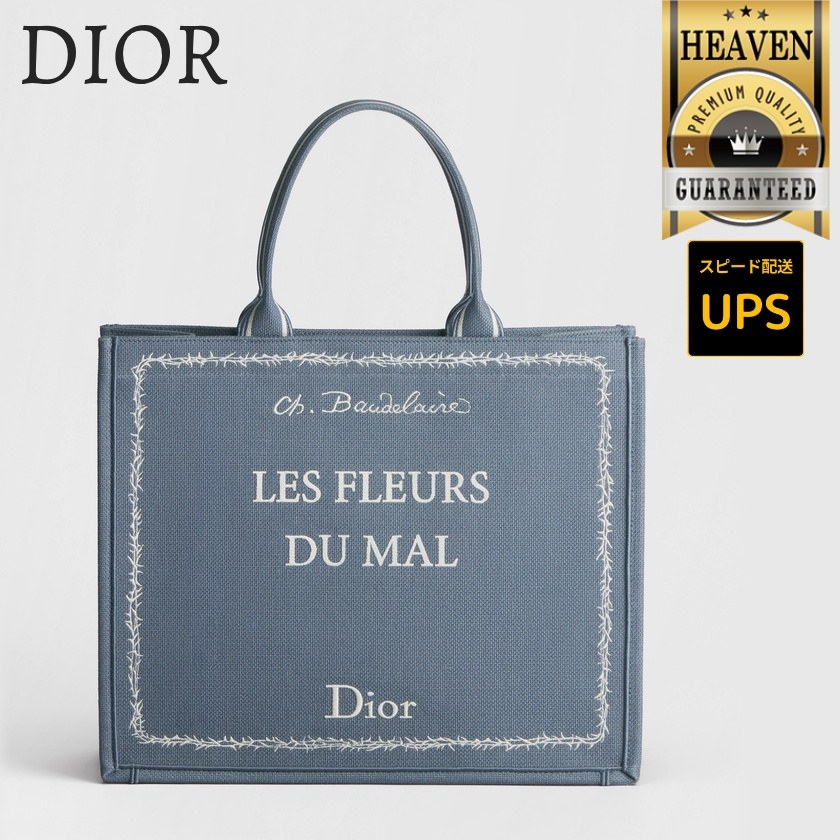 DIOR
HEAVEN
PREMIUM QUALITY
GUARANTEED
スピード配送
UPS
Ch. Baudelaire
LES FLEURS
DU MAL
Dior